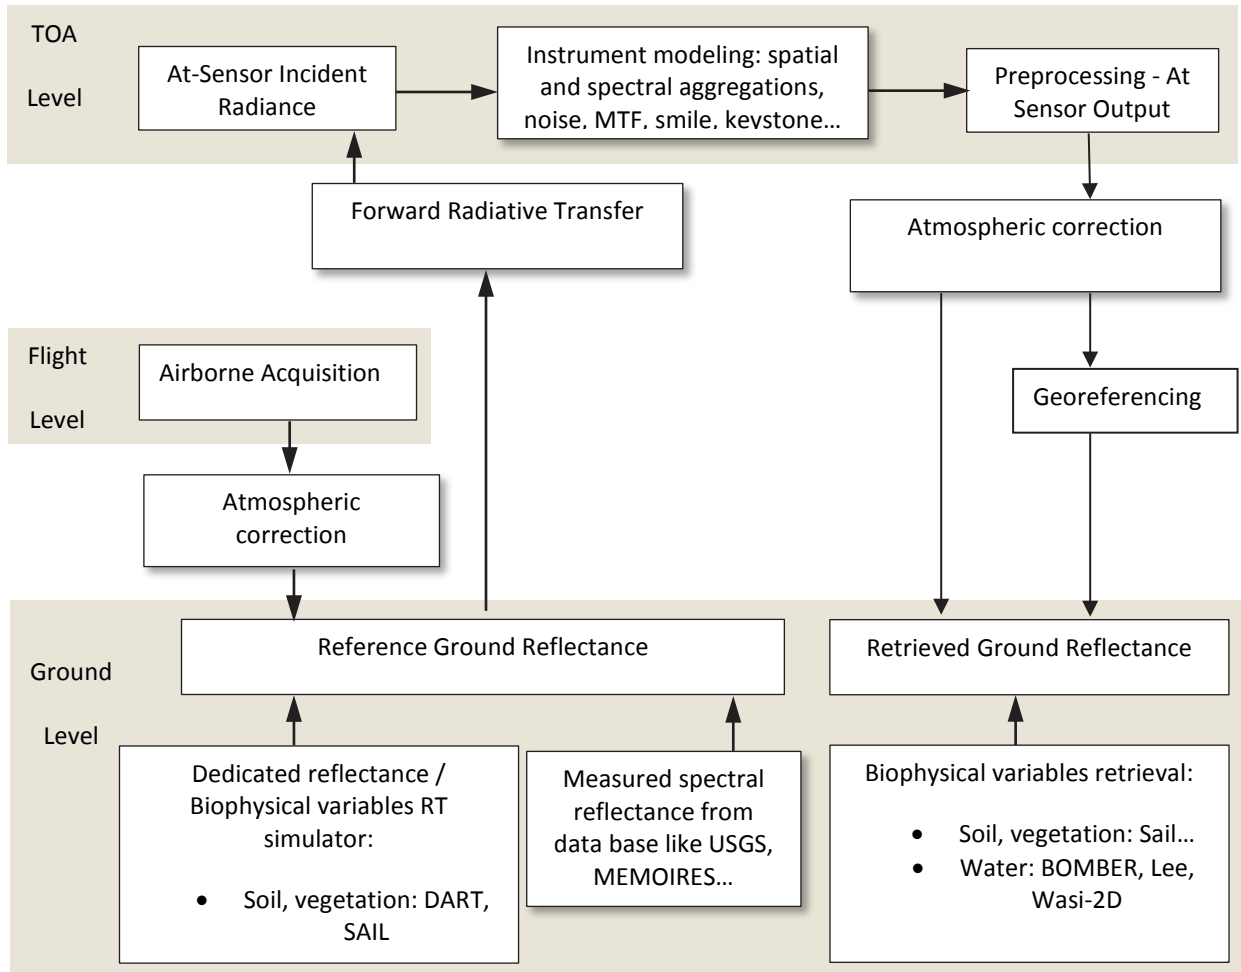 TOA
Level
At-Sensor Incident
Radiance
Instrument modeling: spatial
and spectral aggregations,
noise, MTF, smile, keystone…
Preprocessing - At
Sensor Output
Forward Radiative Transfer
Atmospheric correction
Flight
Level
Airborne Acquisition
Georeferencing
Atmospheric
correction
Ground
Level
Reference Ground Reflectance
Retrieved Ground Reflectance
Dedicated reflectance /
Biophysical variables RT
simulator:
• Soil, vegetation: DART,
SAIL
Measured spectral
reflectance from
data base like USGS,
MEMOIRES…
Biophysical variables retrieval:
• Soil, vegetation: Sail…
• Water: BOMBER, Lee,
Wasi-2D